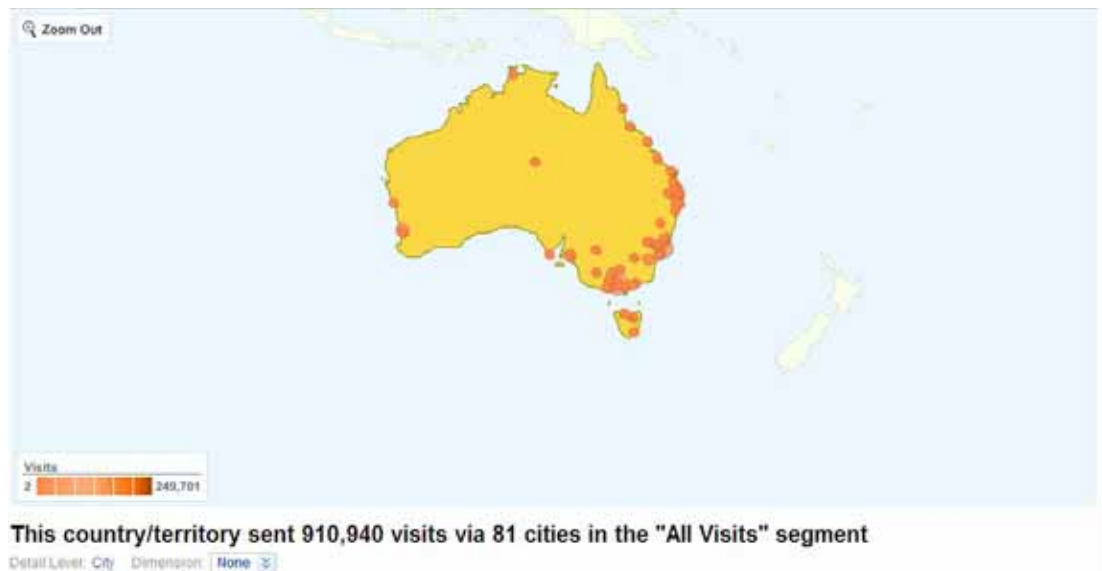 Zoom Out
Visits
2 249,701
This country/territory sent 910,940 visits via 81 cities in the "All Visits" segment
Detail Level: City Dimension: None